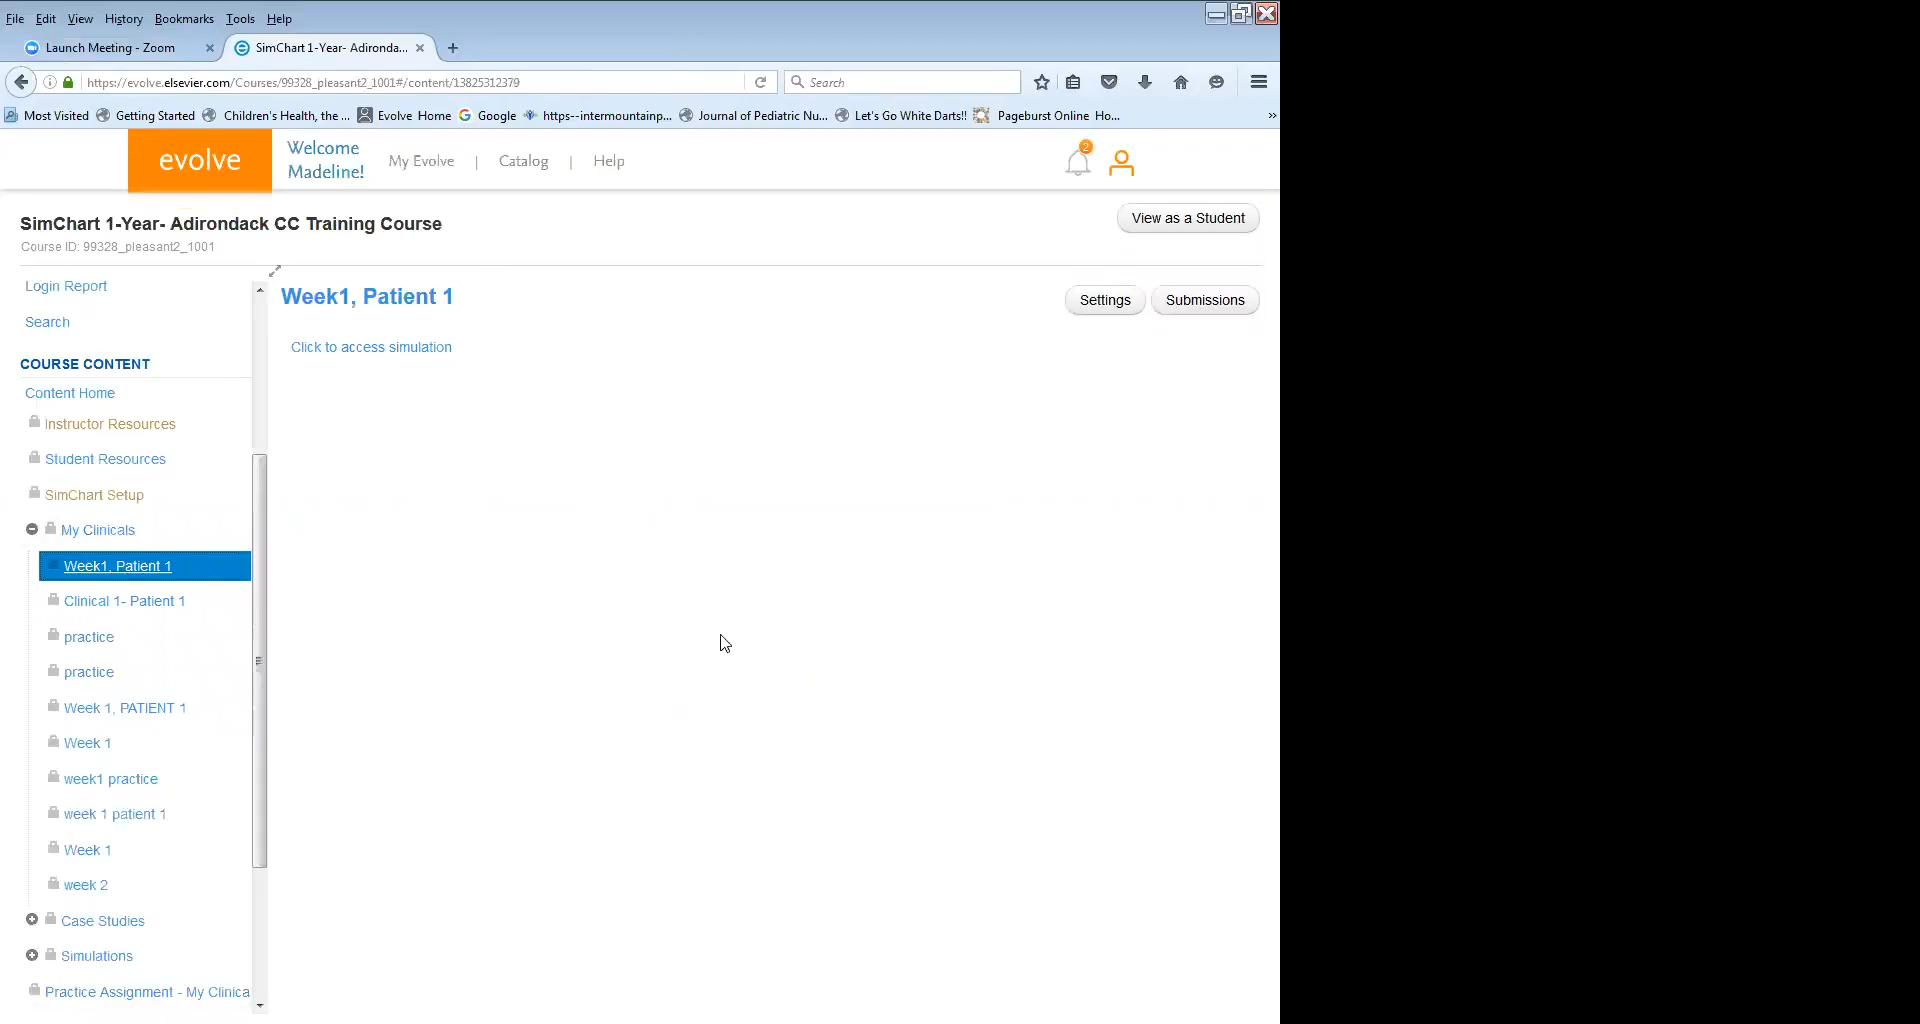 File Edit View History Bookmarks Tools Help
Launch Meeting - Zoom
SimChart 1-Year- Adironda...
https://evolve.elsevier.com/Courses/99328_pleasant2_1001#/content/13825312379
Search
Most Visited Getting Started Children's Health, the ... Evolve Home Google https--intermountainp... Journal of Pediatric Nu... Let's Go White Darts!! Pageburst Online Ho... »
evolve
Welcome
Madeline!
My Evolve | Catalog | Help
2
SimChart 1-Year- Adirondack CC Training Course
View as a Student
Course ID: 99328_pleasant2_1001
Login Report
Week1, Patient 1
Settings
Submissions
Search
Click to access simulation
COURSE CONTENT
Content Home
Instructor Resources
Student Resources
SimChart Setup
My Clinicals
Week1, Patient 1
Clinical 1- Patient 1
practice
practice
Week 1, PATIENT 1
Week 1
week1 practice
week 1 patient 1
Week 1
week 2
Case Studies
Simulations
Practice Assignment - My Clinica